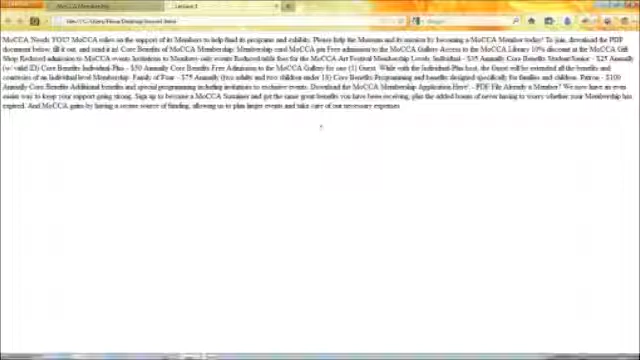 MoCCA Membership
Lecture 1
MoCCA Needs YOU! MoCCA relies on the support of its Members to help fund its programs and exhibits. Please help the Museum and its mission by becoming a MoCCA Member today! To join, download the PDF
document below, fill it out, and send it in! Core Benefits of MoCCA Membership: Membership card MoCCA pin Free admission to the MoCCA Gallery Access to the MoCCA Library 10% discount at the MoCCA Gift
Shop Reduced admission to MoCCA events Invitations to Members-only events Reduced table fees for the MoCCA Art Festival Membership Levels: Individual - $35 Annually Core Benefits Student/Senior - $25 Annually
(w/ valid ID) Core Benefits Individual-Plus - $50 Annually Core Benefits Free Admission to the MoCCA Gallery for one (1) Guest. While with the Individual-Plus host, the Guest will be extended all the benefits and
courtesies of an Individual level Membership. Family of Four - $75 Annually (two adults and two children under 18) Core Benefits Programming and benefits designed specifically for families and children. Patron - $100
Annually Core MoCCA Benefits and special programming including invitations to exclusive events. Download the MoCCA Membership Application Here! - PDF File Already a Member? We now have an even
easier way to keep your support going strong. Sign up to become a MoCCA Sustainer and get the same great benefits you have been receiving, plus the added bonus of never having to worry whether your Membership has
expired. And MoCCA gains by having a secure source of funding, allowing us to plan larger events and take care of our necessary expenses